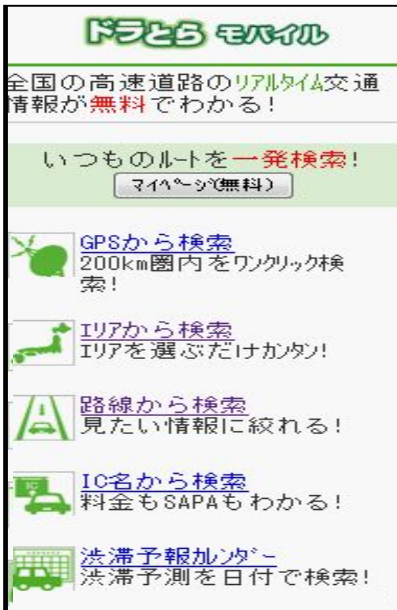 ドラとら モバイル
全国の高速道路のﾘｱﾙﾀｲﾑ交通
情報が無料でわかる!
いつものﾙｰﾄを一発検索!
ﾏｲﾍﾟｰｼﾞ(無料)
GPSから検索
200km圏内をﾜﾝｸﾘｯｸ検
索!
ｴﾘｱから検索
ｴﾘｱを選ぶだけｶﾝﾀﾝ!
路線から検索
見たい情報に絞れる!
IC名から検索
料金もSAPAもわかる!
渋滞予報ｶﾚﾝﾀﾞｰ
渋滞予測を日付で検索!